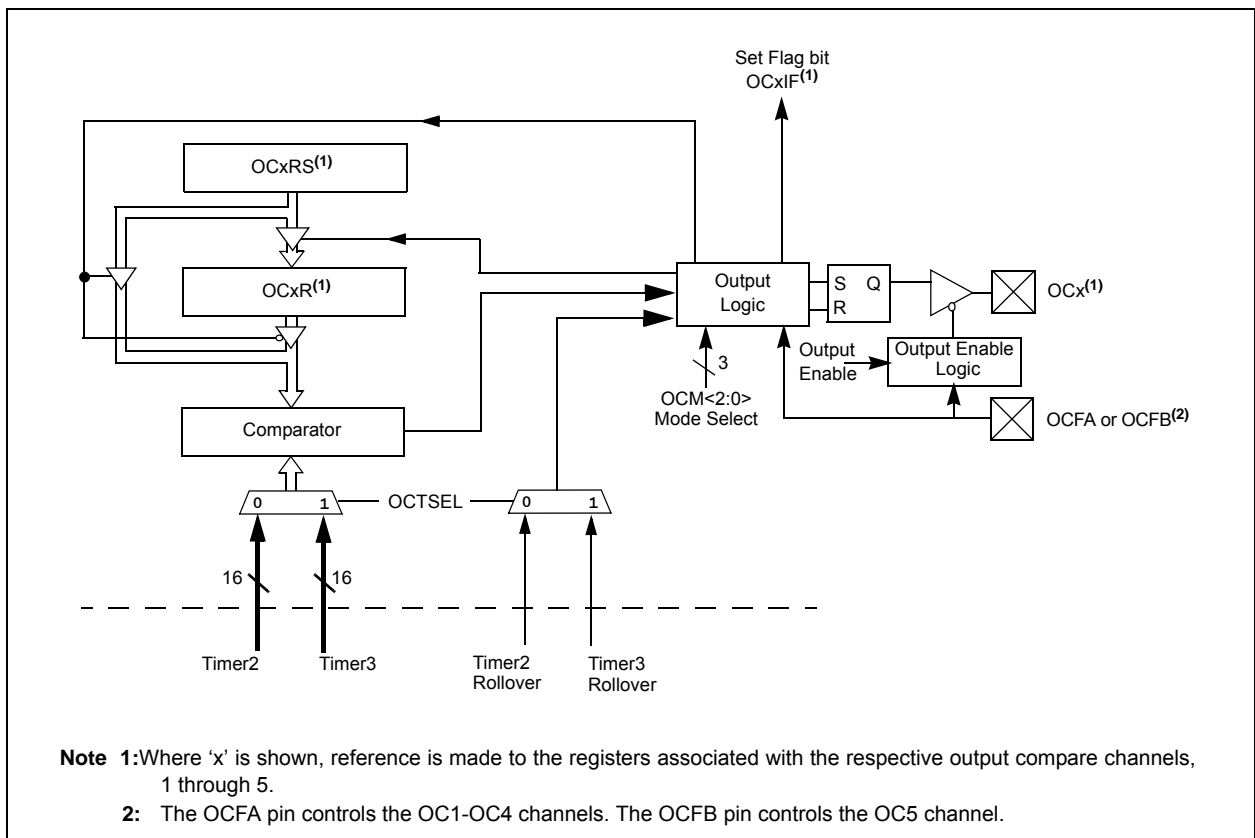 Set Flag bit
OCxIF(1)
OCxRS(1)
OCxR(1)
Output
Logic
S Q
R
OCx(1)
Output
Enable
Output Enable
Logic
3
OCM<2:0>
Mode Select
OCFA or OCFB(2)
Comparator
0 1
OCTSEL
0 1
16
16
Timer2
Timer3
Timer2
Rollover
Timer3
Rollover
Note 1:Where ‘x’ is shown, reference is made to the registers associated with the respective output compare channels,
1 through 5.
2: The OCFA pin controls the OC1-OC4 channels. The OCFB pin controls the OC5 channel.